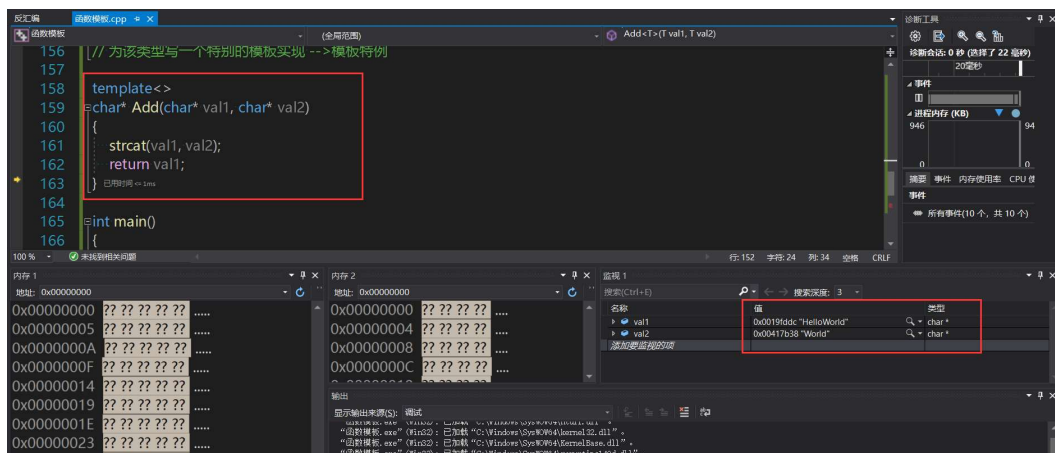 反汇编 函数模板.cpp
函数模板 (全局范围) Add<T>(T val1, T val2)
156 // 为该类型写一个特别的模板实现 -->模板特例
157
158 template<>
159 char* Add(char* val1, char* val2)
160 {
161 strcat(val1, val2);
162 return val1;
163 } 已用时间 <= 1ms
164
165 int main()
166 {
100 % 未找到相关问题 行: 152 字符: 24 列: 34 空格 CRLF
诊断工具
诊断会话: 0 秒 (选择了 22 毫秒)
20毫秒
事件
进程内存 (KB)
946 94
0 0
摘要 事件 内存使用率 CPU 使
事件
所有事件(10 个，共 10 个)
内存 1
地址: 0x00000000
0x00000000 ?? ?? ?? ?? ?? .....
0x00000005 ?? ?? ?? ?? ?? .....
0x0000000A ?? ?? ?? ?? ?? .....
0x0000000F ?? ?? ?? ?? ?? .....
0x00000014 ?? ?? ?? ?? ?? .....
0x00000019 ?? ?? ?? ?? ?? .....
0x0000001E ?? ?? ?? ?? ?? .....
0x00000023 ?? ?? ?? ?? ?? .....
内存 2
地址: 0x00000000
0x00000000 ?? ?? ?? ?? ....
0x00000004 ?? ?? ?? ?? ....
0x00000008 ?? ?? ?? ?? ....
0x0000000C ?? ?? ?? ?? ....
监视 1
搜索(Ctrl+E) 搜索深度: 3
名称 值 类型
val1 0x0019fddc "HelloWorld" char *
val2 0x00417b38 "World" char *
添加要监视的项
输出
显示输出来源(S): 调试
“函数模板.exe”(Win32): 已加载“C:\Windows\SysWOW64\kernel32.dll”。
“函数模板.exe”(Win32): 已加载“C:\Windows\SysWOW64\KernelBase.dll”。